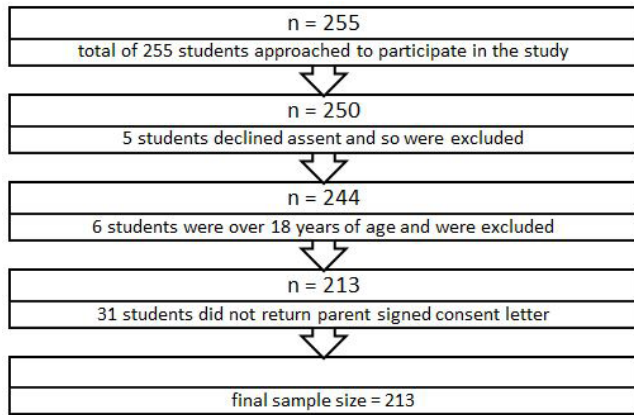 n = 255
total of 255 students approached to participate in the study
n = 250
5 students declined assent and so were excluded
n = 244
6 students were over 18 years of age and were excluded
n = 213
31 students did not return parent signed consent letter
final sample size = 213